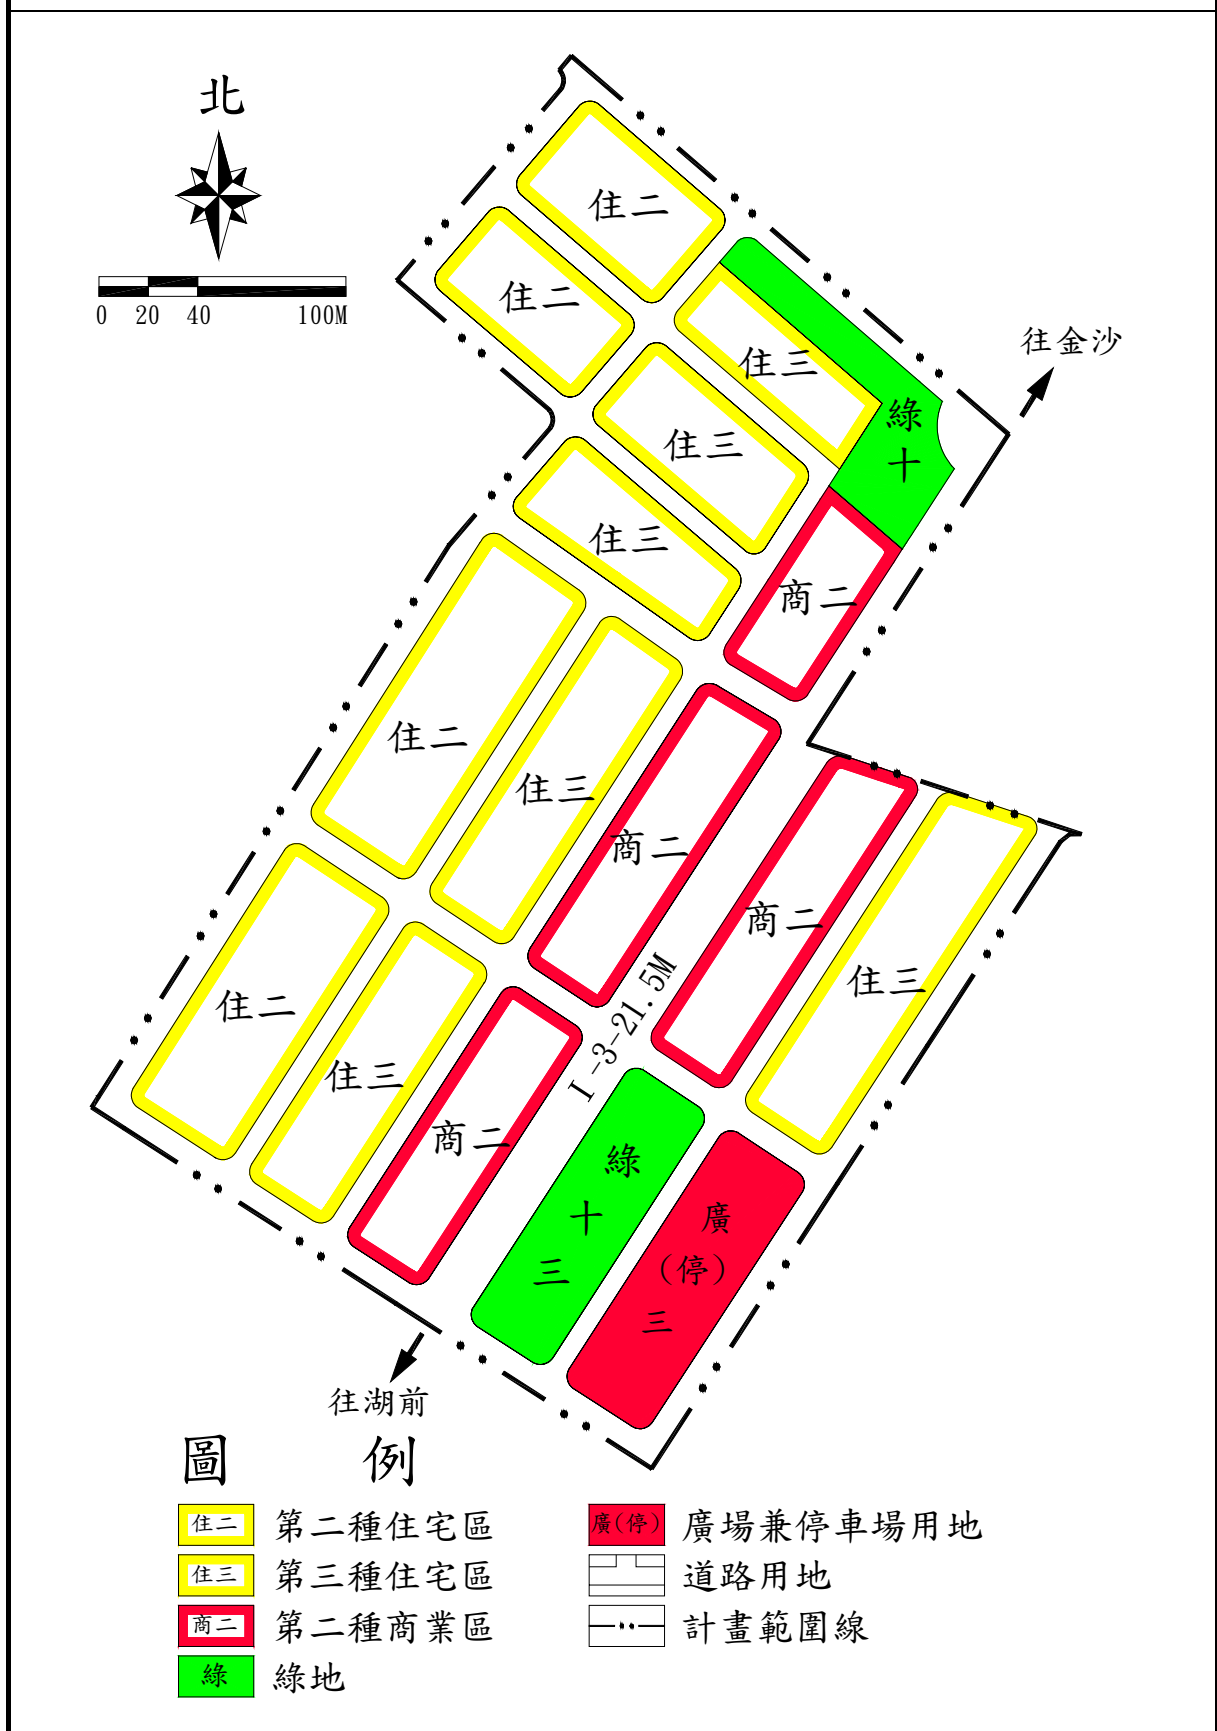 北
0 20 40 100M
住二
住二
住三
往金沙
綠
十
住三
住三
商二
住二
住三
商二
商二
住三
住二
住三
商二
I-3-21.5M
綠
十
三
廣
(停)
三
往湖前
圖例
住二 第二種住宅區
住三 第三種住宅區
商二 第二種商業區
綠 綠地
廣(停) 廣場兼停車場用地
道路用地
計畫範圍線